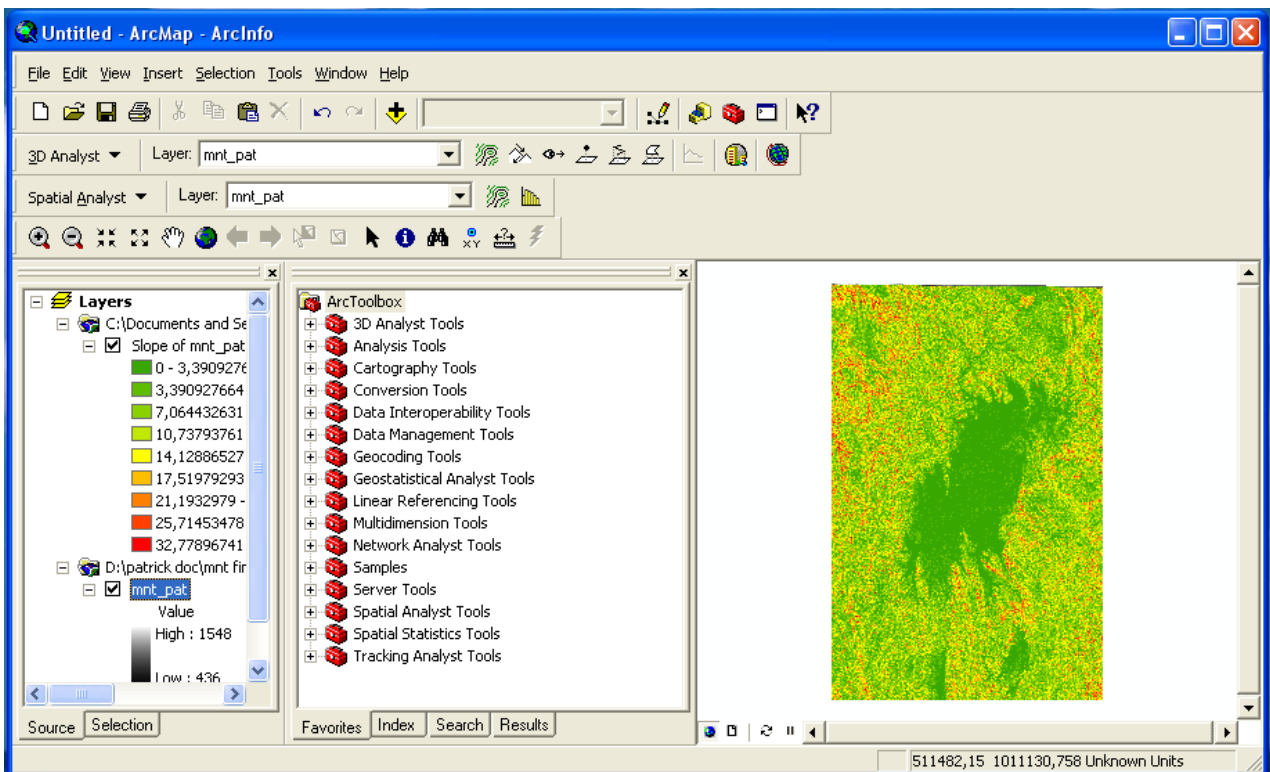 Untitled - ArcMap - ArcInfo
File Edit View Insert Selection Tools Window Help
3D Analyst Layer: mnt_pat
Spatial Analyst Layer: mnt_pat
XY
Layers
C:\Documents and Se
Slope of mnt_pat
0 - 3,3909276
3,390927664
7,064432631
10,73793761
14,12886527
17,51979293
21,1932979 -
25,71453478
32,77896741
D:\patrick doc\mnt fir
mnt_pat
Value
High : 1548
Low : 436
Source Selection
ArcToolbox
3D Analyst Tools
Analysis Tools
Cartography Tools
Conversion Tools
Data Interoperability Tools
Data Management Tools
Geocoding Tools
Geostatistical Analyst Tools
Linear Referencing Tools
Multidimension Tools
Network Analyst Tools
Samples
Server Tools
Spatial Analyst Tools
Spatial Statistics Tools
Tracking Analyst Tools
Favorites Index Search Results
511482,15 1011130,758 Unknown Units